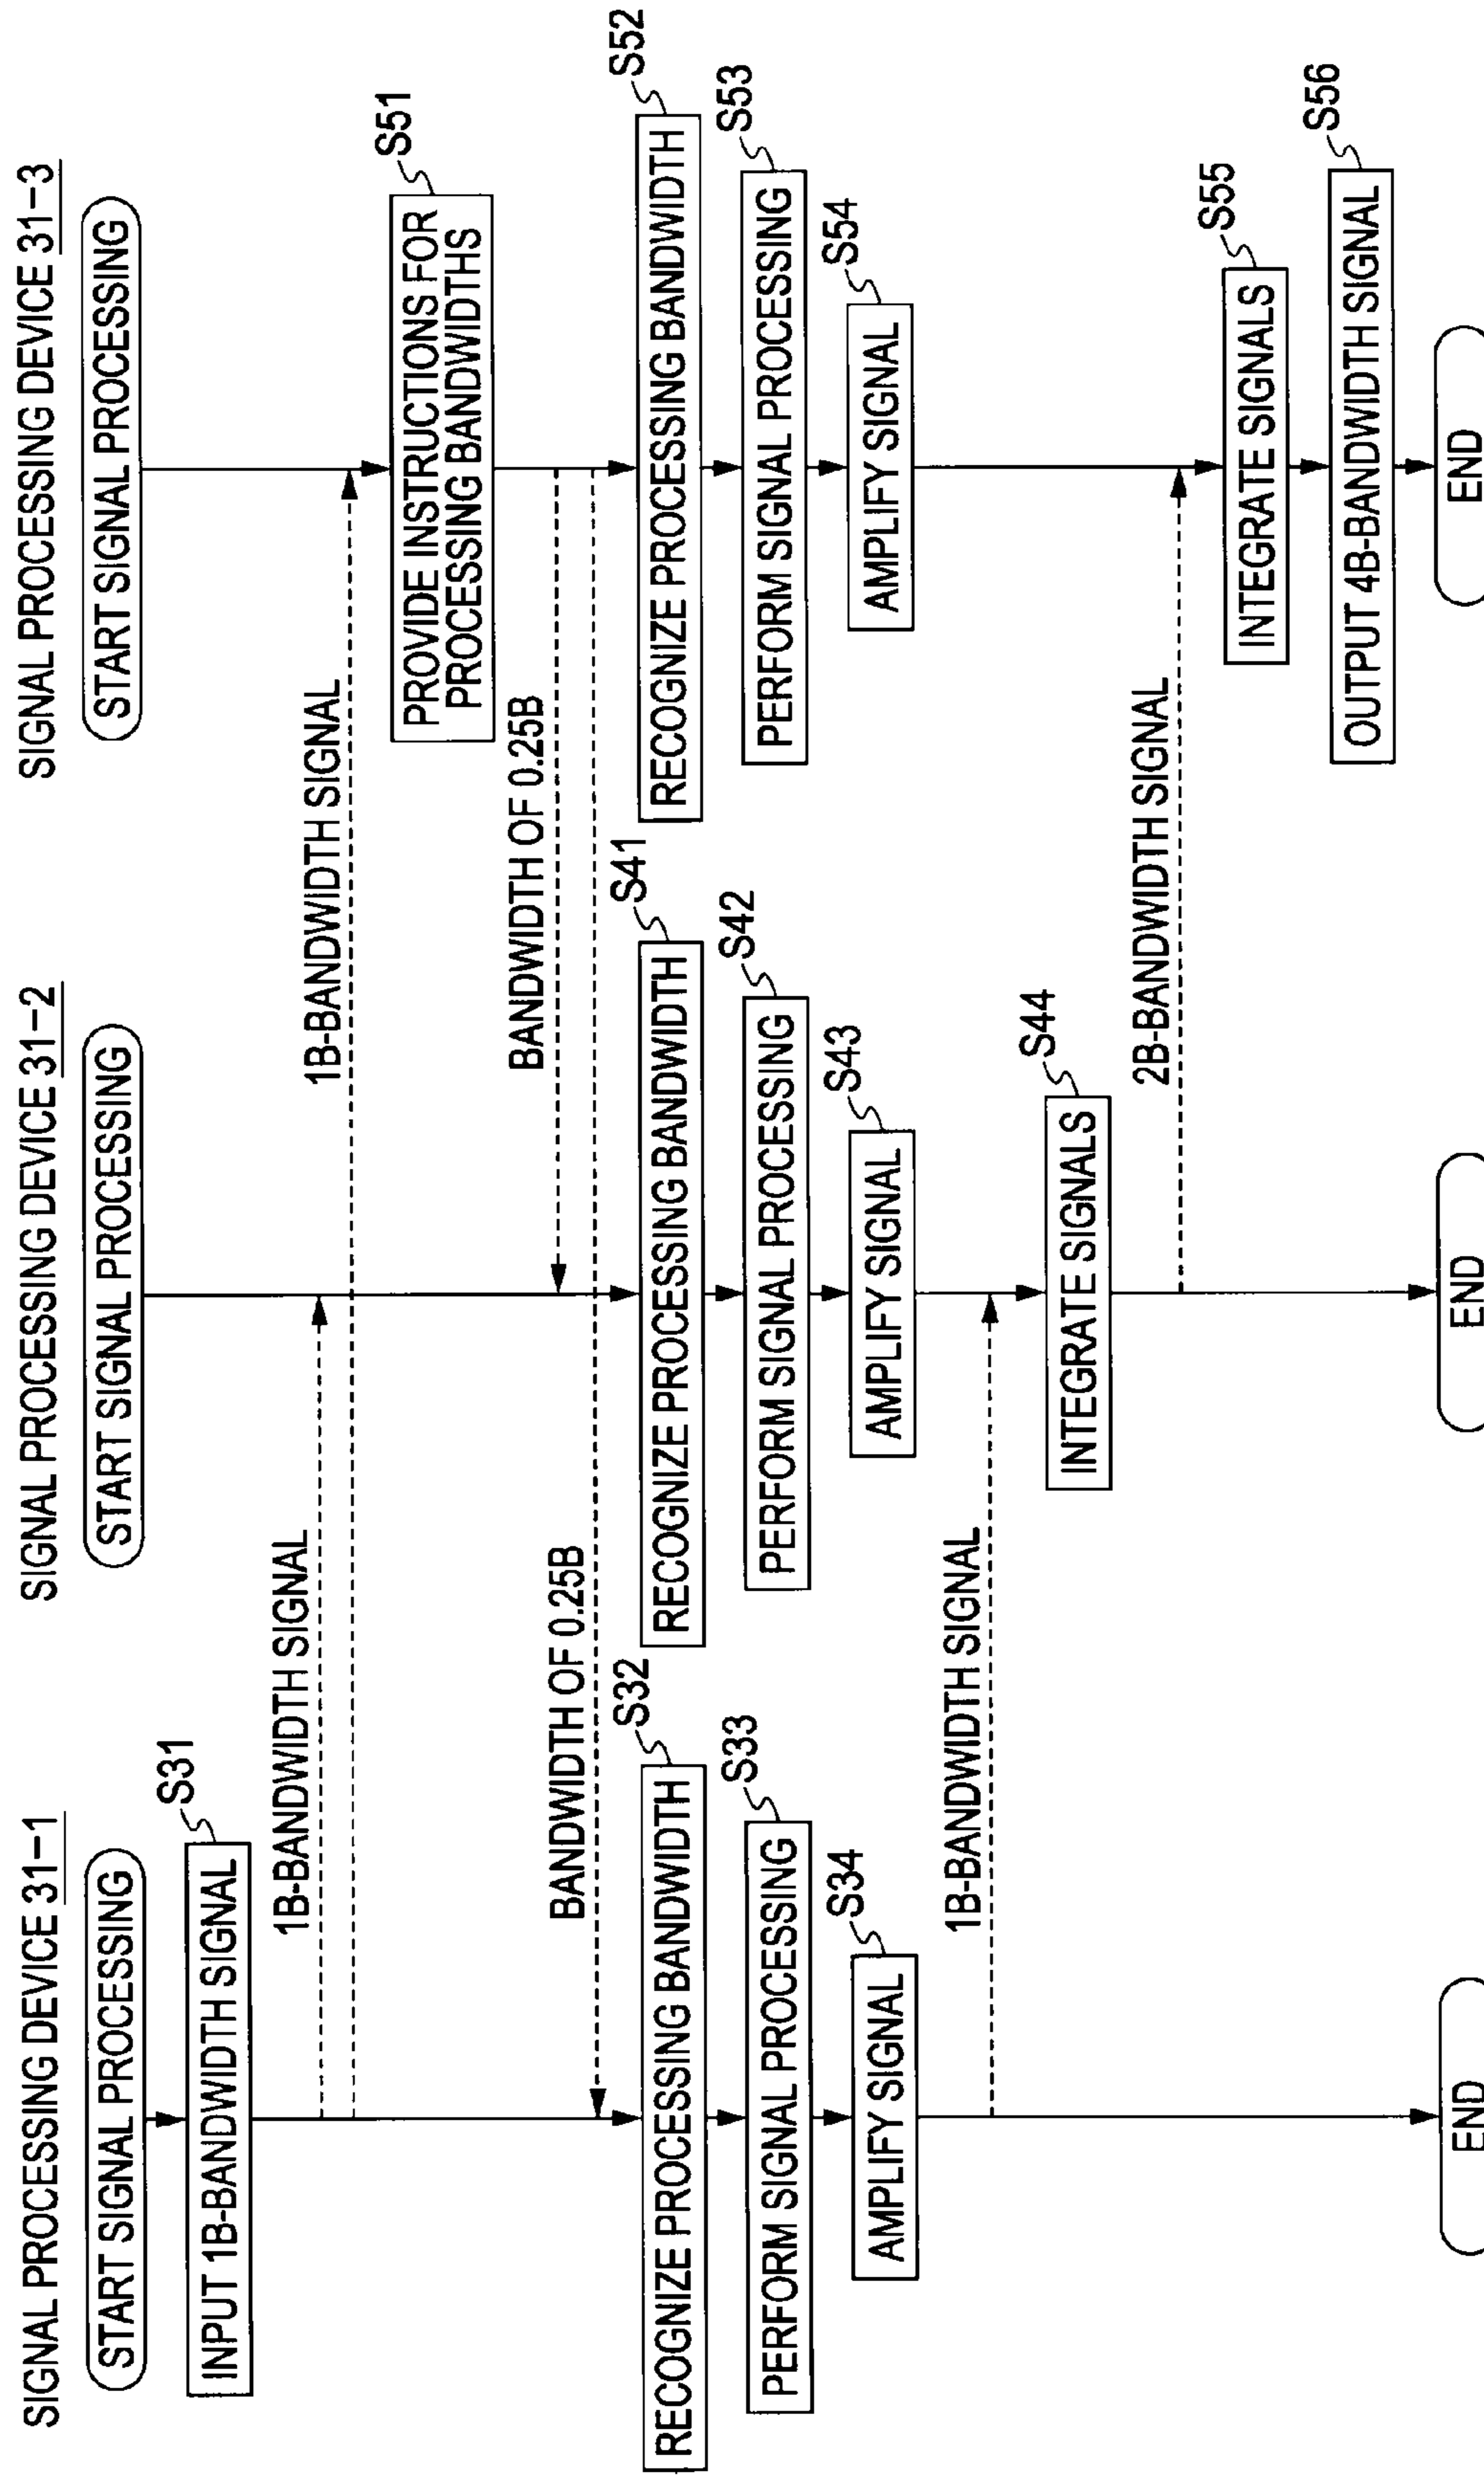 SIGNAL PROCESSING DEVICE 31-1
START SIGNAL PROCESSING
INPUT 1B-BANDWIDTH SIGNAL
S31
1B-BANDWIDTH SIGNAL
BANDWIDTH OF 0.25B
RECOGNIZE PROCESSING BANDWIDTH
S32
PERFORM SIGNAL PROCESSING
S33
AMPLIFY SIGNAL
S34
1B-BANDWIDTH SIGNAL
END
SIGNAL PROCESSING DEVICE 31-2
START SIGNAL PROCESSING
1B-BANDWIDTH SIGNAL
BANDWIDTH OF 0.25B
RECOGNIZE PROCESSING BANDWIDTH
S41
PERFORM SIGNAL PROCESSING
S42
AMPLIFY SIGNAL
S43
INTEGRATE SIGNALS
S44
2B-BANDWIDTH SIGNAL
END
SIGNAL PROCESSING DEVICE 31-3
START SIGNAL PROCESSING
PROVIDE INSTRUCTIONS FOR
PROCESSING BANDWIDTHS
S51
RECOGNIZE PROCESSING BANDWIDTH
S52
PERFORM SIGNAL PROCESSING
S53
AMPLIFY SIGNAL
S54
INTEGRATE SIGNALS
S55
OUTPUT 4B-BANDWIDTH SIGNAL
S56
END